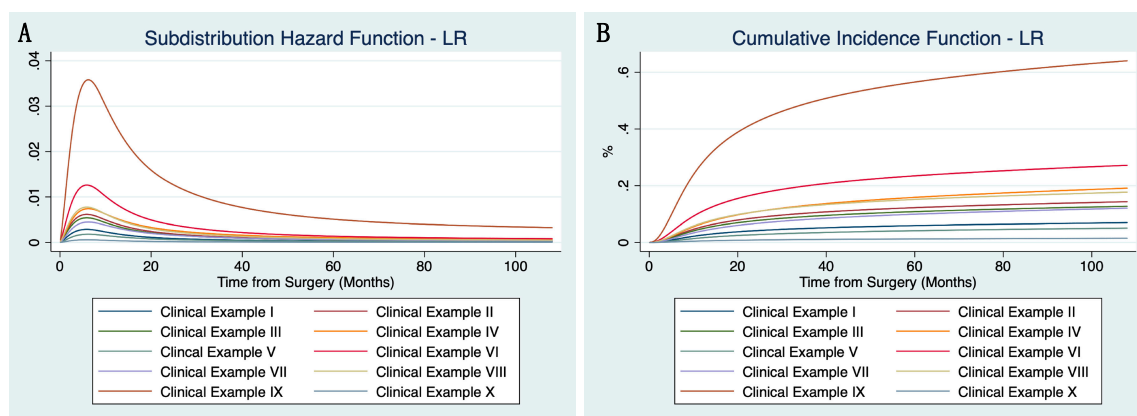 A
Subdistribution Hazard Function - LR
.04
.03
.02
.01
0
0 20 40 60 80 100
Time from Surgery (Months)
Clinical Example I Clinical Example II
Clinical Example III Clinical Example IV
Clincal Example V Clinical Example VI
Clinical Example VII Clinical Example VIII
Clinical Example IX Clinical Example X
B
Cumulative Incidence Function - LR
%
.6
.4
.2
0
0 20 40 60 80 100
Time from Surgery (Months)
Clinical Example I Clinical Example II
Clinical Example III Clinical Example IV
Clinical Example V Clinical Example VI
Clinical Example VII Clinical Example VIII
Clinical Example IX Clinical Example X